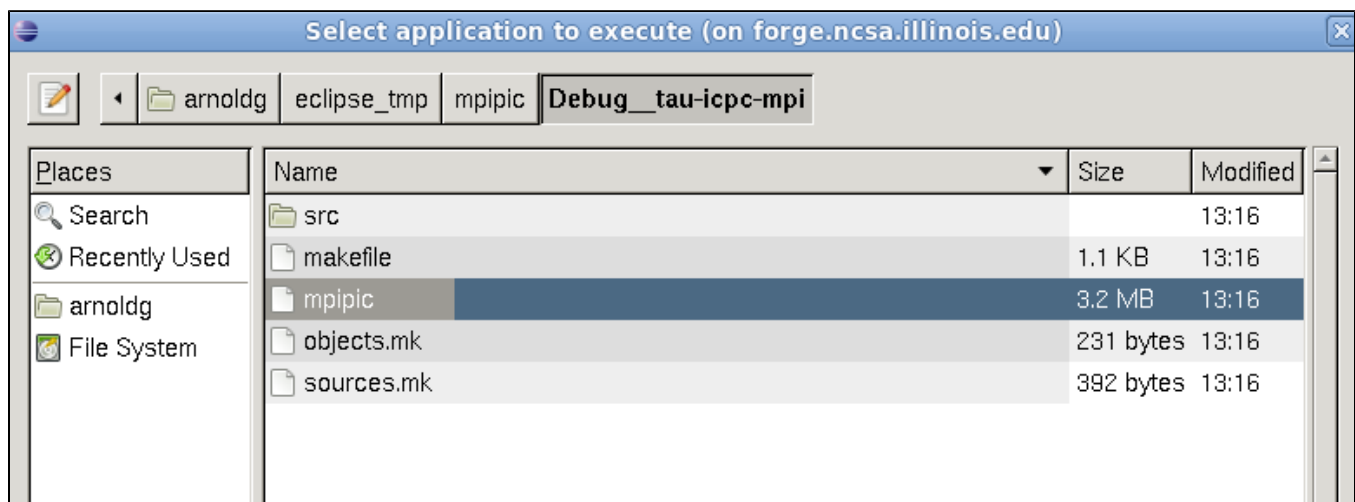 Select application to execute (on forge.ncsa.illinois.edu)
arnoldg eclipse_tmp mpipic Debug__tau-icpc-mpi
Places Name Size Modified
Search src 13:16
Recently Used makefile 1.1 KB 13:16
arnoldg mpipic 3.2 MB 13:16
File System objects.mk 231 bytes 13:16
sources.mk 392 bytes 13:16